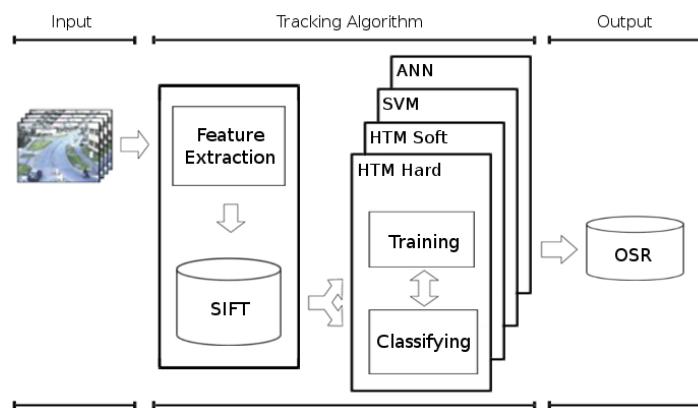 Input
Tracking Algorithm
Output
Feature
Extraction
SIFT
ANN
SVM
HTM Soft
HTM Hard
Training
Classifying
OSR